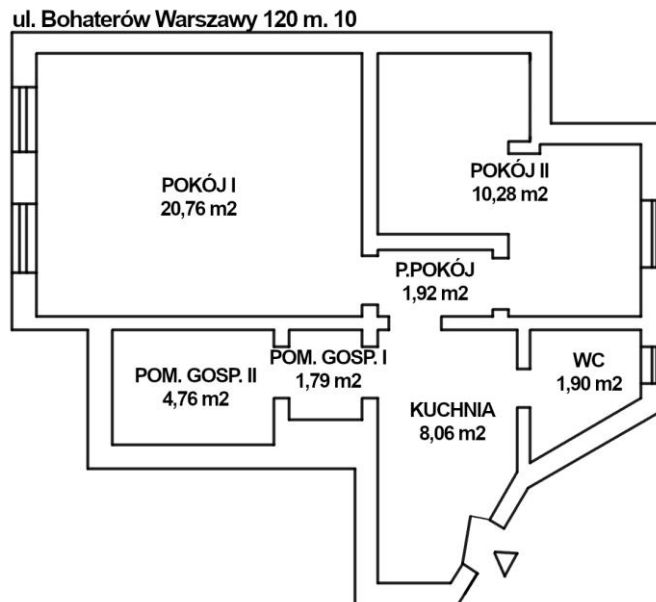 ul. Bohaterów Warszawy 120 m. 10
POKÓJ I
20,76 m2
POKÓJ II
10,28 m2
P.POKÓJ
1,92 m2
POM. GOSP. II
4,76 m2
POM. GOSP. I
1,79 m2
KUCHNIA
8,06 m2
WC
1,90 m2